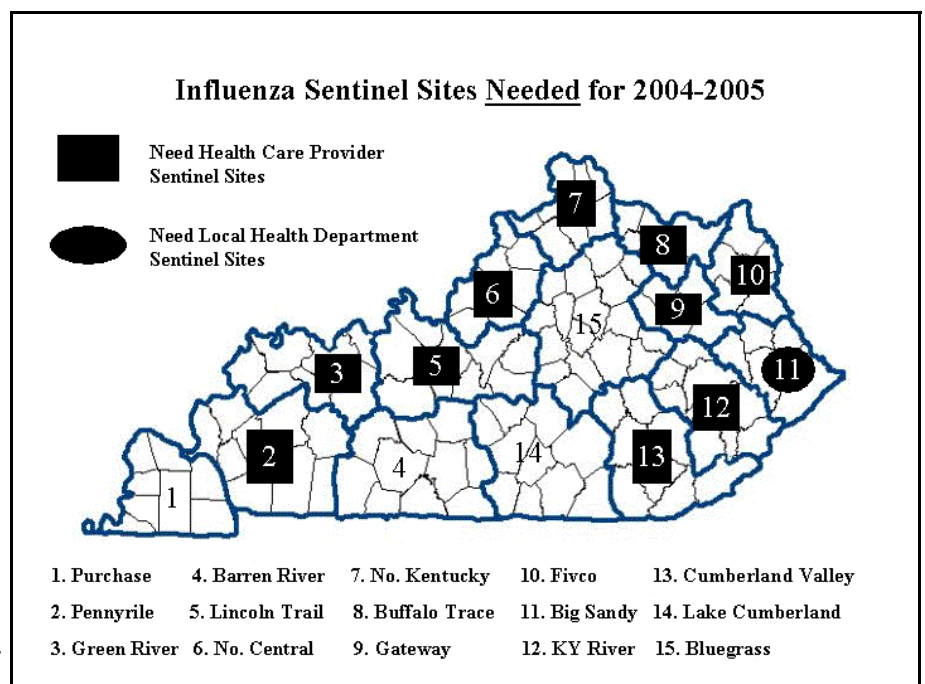 Influenza Sentinel Sites Needed for 2004-2005
Need Health Care Provider
Sentinel Sites
Need Local Health Department
Sentinel Sites
7
8
10
6
9
15
3
5
11
12
2
4
14
13
1
1. Purchase 4. Barren River 7. No. Kentucky 10. Fivco 13. Cumberland Valley
2. Pennyrile 5. Lincoln Trail 8. Buffalo Trace 11. Big Sandy 14. Lake Cumberland
3. Green River 6. No. Central 9. Gateway 12. KY River 15. Bluegrass